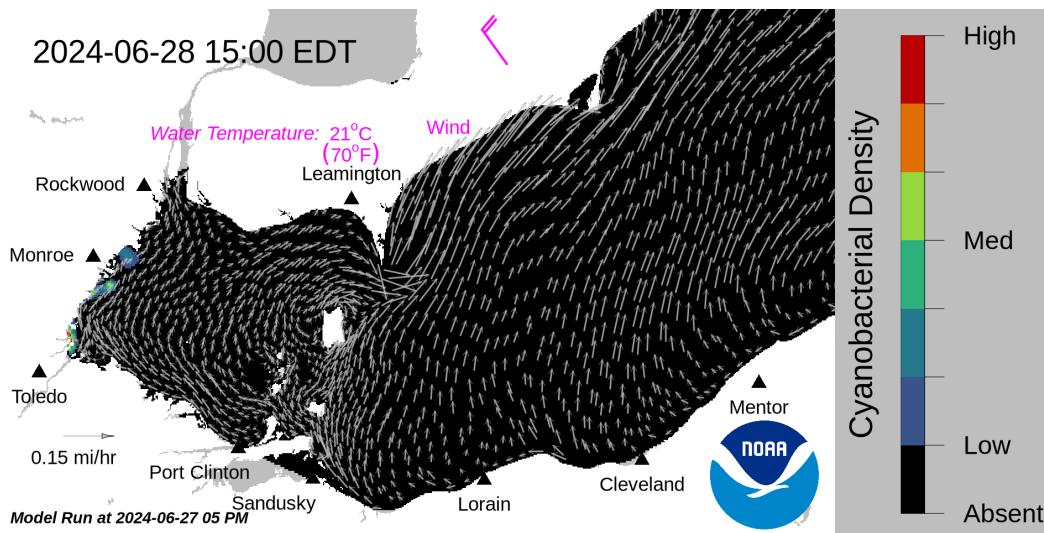 2024-06-28 15:00 EDT
Water Temperature: 21°C
(70°F)
Wind
Leamington
Rockwood
Monroe
Toledo
0.15 mi/hr
Port Clinton
Sandusky
Lorain
Cleveland
Mentor
NOAA
Model Run at 2024-06-27 05 PM
Cyanobacterial Density
High
Med
Low
Absent